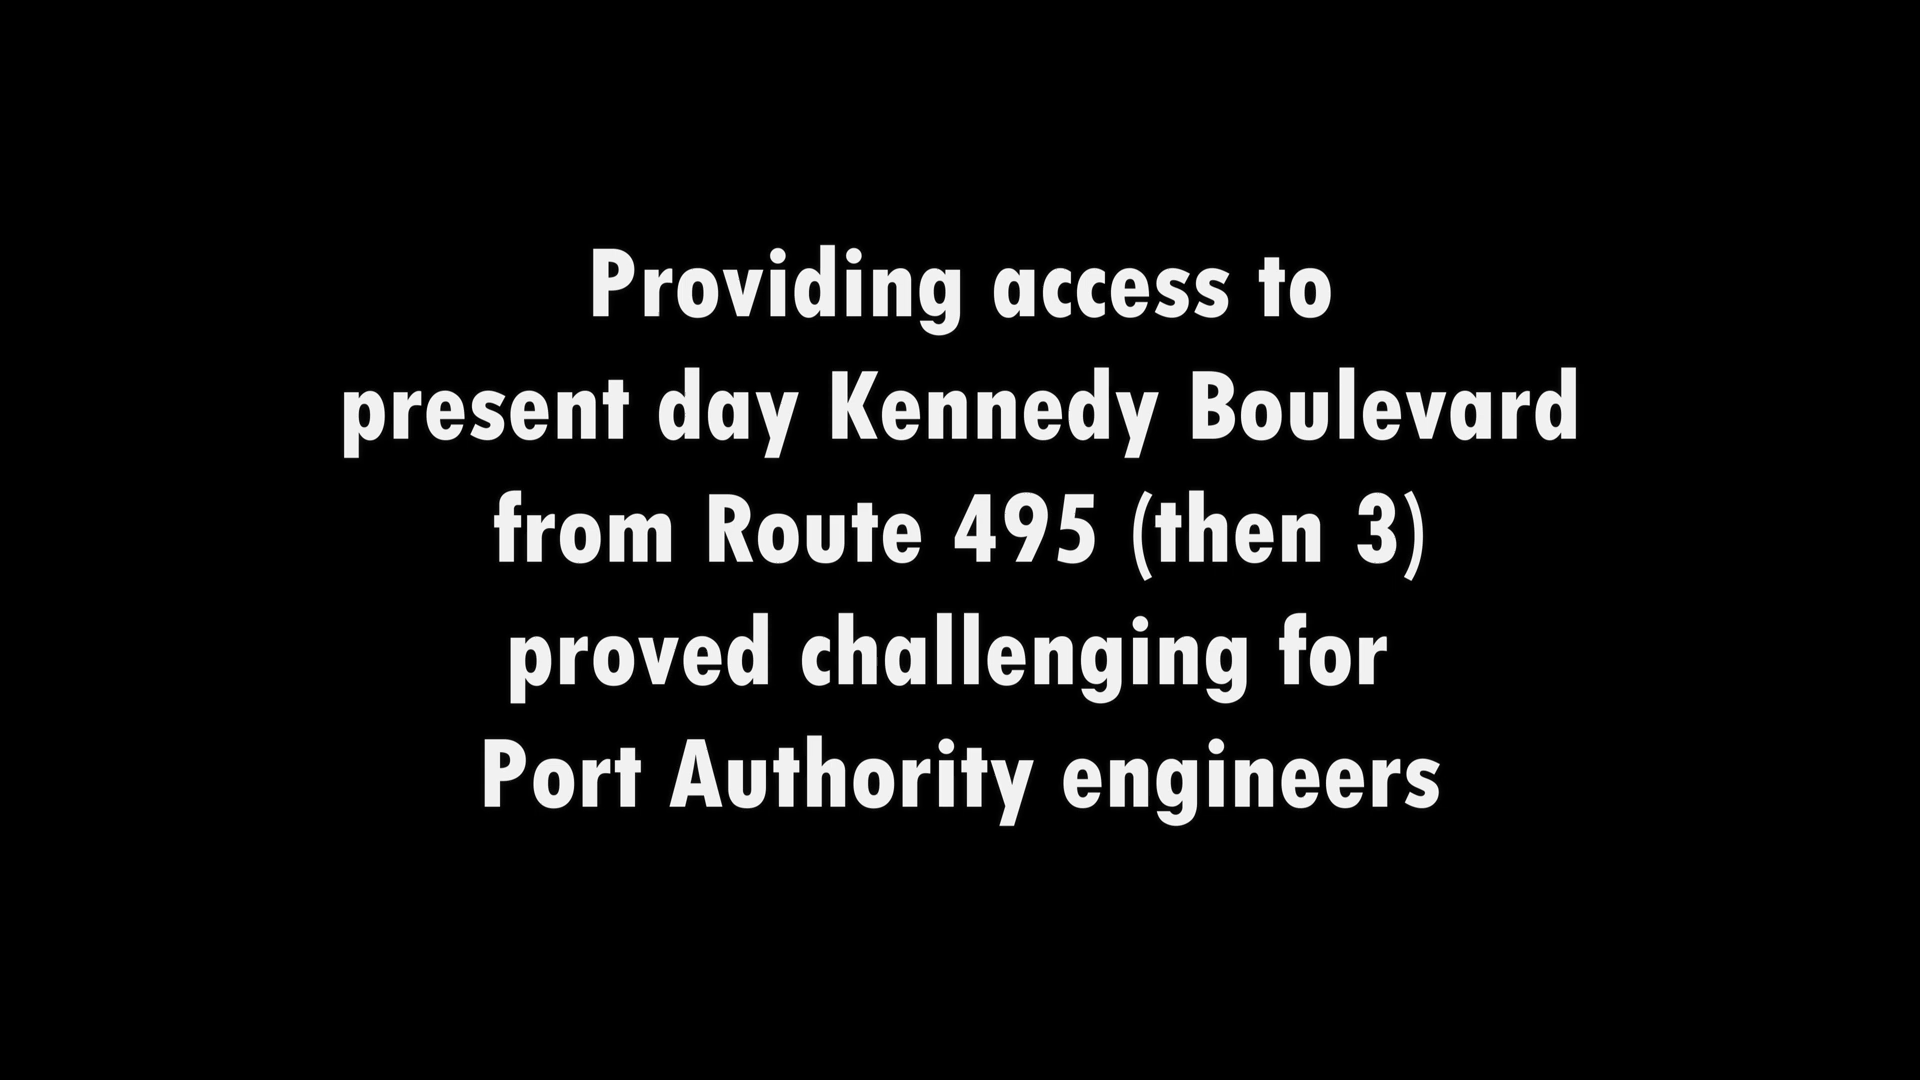 Providing access to
present day Kennedy Boulevard
from Route 495 (then 3)
proved challenging for
Port Authority engineers